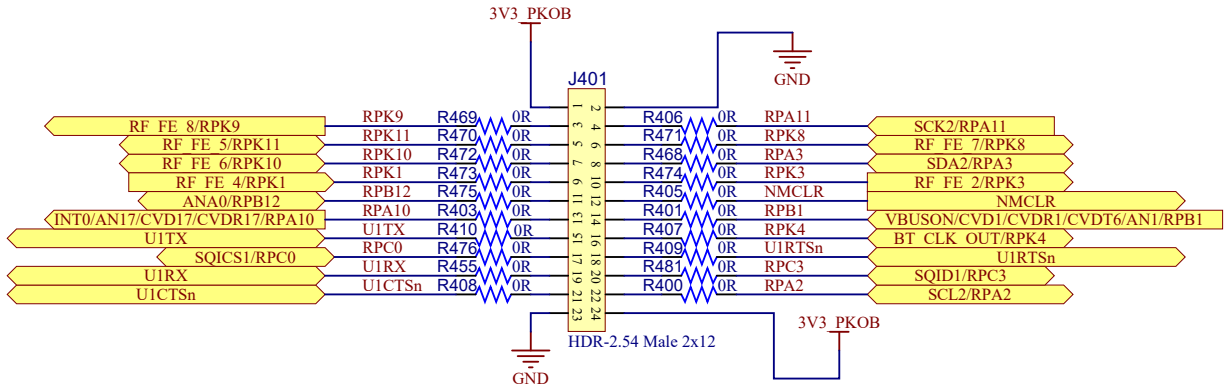 3V3_PKOB
J401
GND
1 2
RF_FE_8/RPK9 RPK9 R469 0R 3 4 R406 0R RPA11 SCK2/RPA11
RF_FE_5/RPK11 RPK11 R470 0R 5 6 R471 0R RPK8 RF_FE_7/RPK8
RF_FE_6/RPK10 RPK10 R472 0R 7 8 R468 0R RPA3 SDA2/RPA3
RF_FE_4/RPK1 RPK1 R473 0R 9 10 R474 0R RPK3 RF_FE_2/RPK3
ANA0/RPB12 RPB12 R475 0R 11 12 R405 0R NMCLR NMCLR
INT0/AN17/CVD17/CVDR17/RPA10 RPA10 R403 0R 13 14 R401 0R RPB1 VBUSON/CVD1/CVDR1/CVDT6/AN1/RPB1
U1TX U1TX R410 0R 15 16 R407 0R RPK4 BT_CLK_OUT/RPK4
SQICS1/RPC0 RPC0 R476 0R 17 18 R409 0R U1RTSn U1RTSn
U1RX U1RX R455 0R 19 20 R481 0R RPC3 SQID1/RPC3
U1CTSn U1CTSn R408 0R 21 22 R400 0R RPA2 SCL2/RPA2
23 24
3V3_PKOB
HDR-2.54 Male 2x12
GND